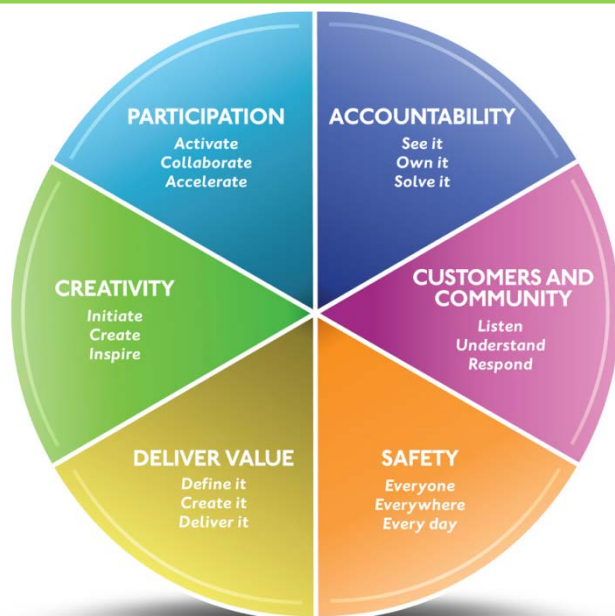 PARTICIPATION
Activate
Collaborate
Accelerate
ACCOUNTABILITY
See it
Own it
Solve it
CREATIVITY
Initiate
Create
Inspire
CUSTOMERS AND
COMMUNITY
Listen
Understand
Respond
DELIVER VALUE
Define it
Create it
Deliver it
SAFETY
Everyone
Everywhere
Every day